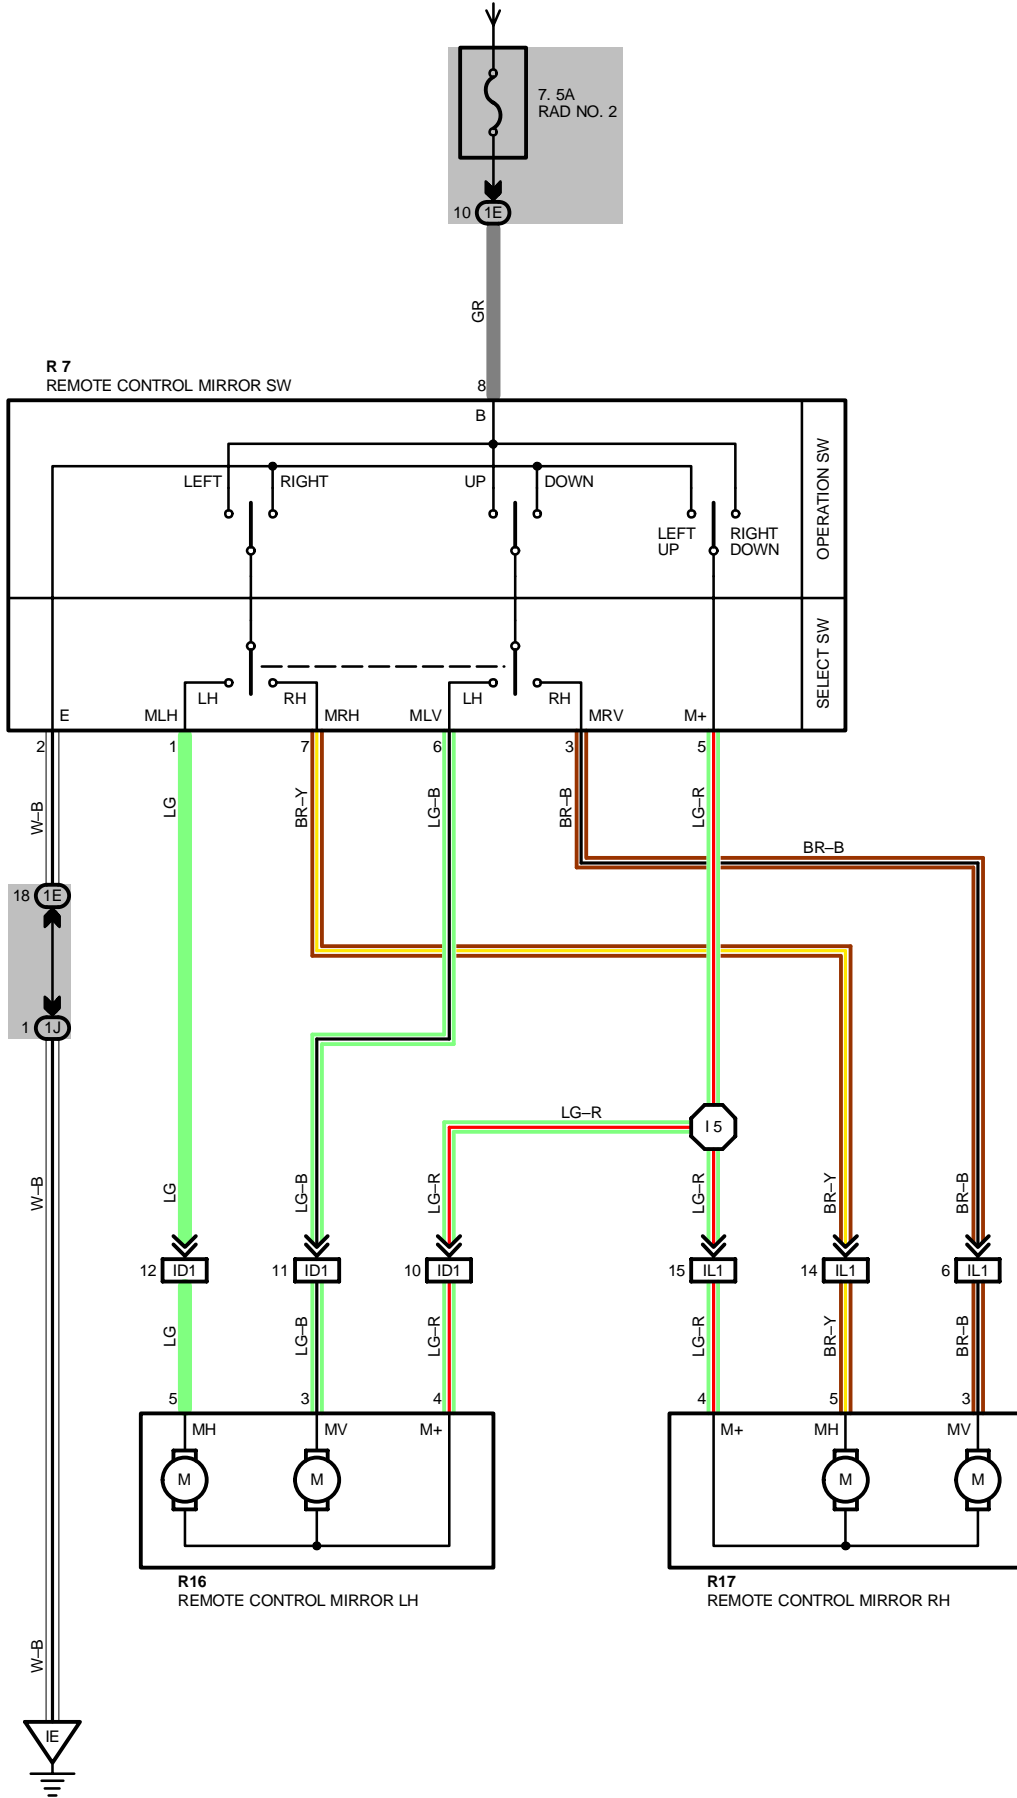 7. 5A
RAD NO. 2
10 1E
GR
R 7
REMOTE CONTROL MIRROR SW
8
B
LEFT RIGHT UP DOWN
LEFT UP
RIGHT DOWN
OPERATION SW
SELECT SW
LH RH LH RH
E MLH MRH MLV MRV M+
2 1 7 6 3 5
W–B LG BR–Y LG–B BR–B LG–R
BR–B
18 1E
1 1J
LG–R
I 5
W–B LG LG–B LG–R LG–R BR–Y BR–B
12 ID1 11 ID1 10 ID1 15 IL1 14 IL1 6 IL1
LG LG–B LG–R LG–R BR–Y BR–B
5 3 4 4 5 3
MH MV M+ M+ MH MV
M M M M
R16
REMOTE CONTROL MIRROR LH
R17
REMOTE CONTROL MIRROR RH
W–B
IE